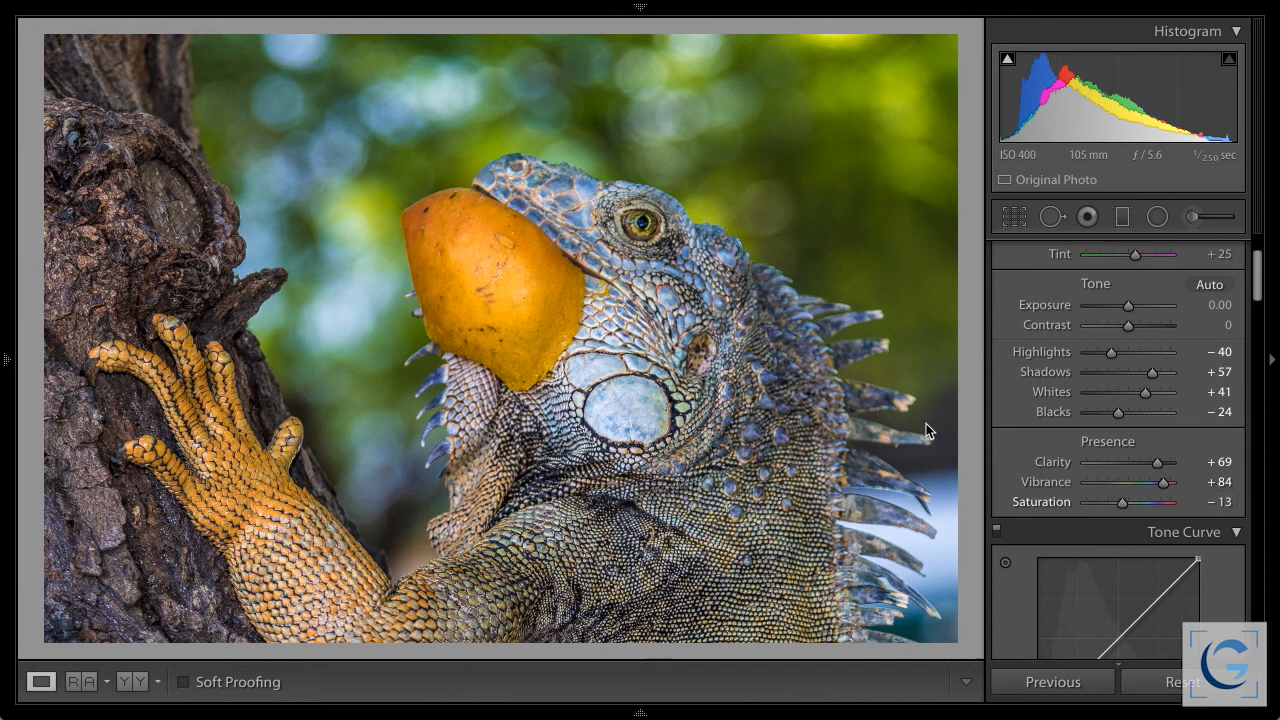 Histogram
ISO 400 105 mm ƒ / 5.6 1/250 sec
Original Photo
Tint + 25
Tone Auto
Exposure 0.00
Contrast 0
Highlights − 40
Shadows + 57
Whites + 41
Blacks − 24
Presence
Clarity + 69
Vibrance + 84
Saturation − 13
Tone Curve
R A Y Y Soft Proofing Previous
G